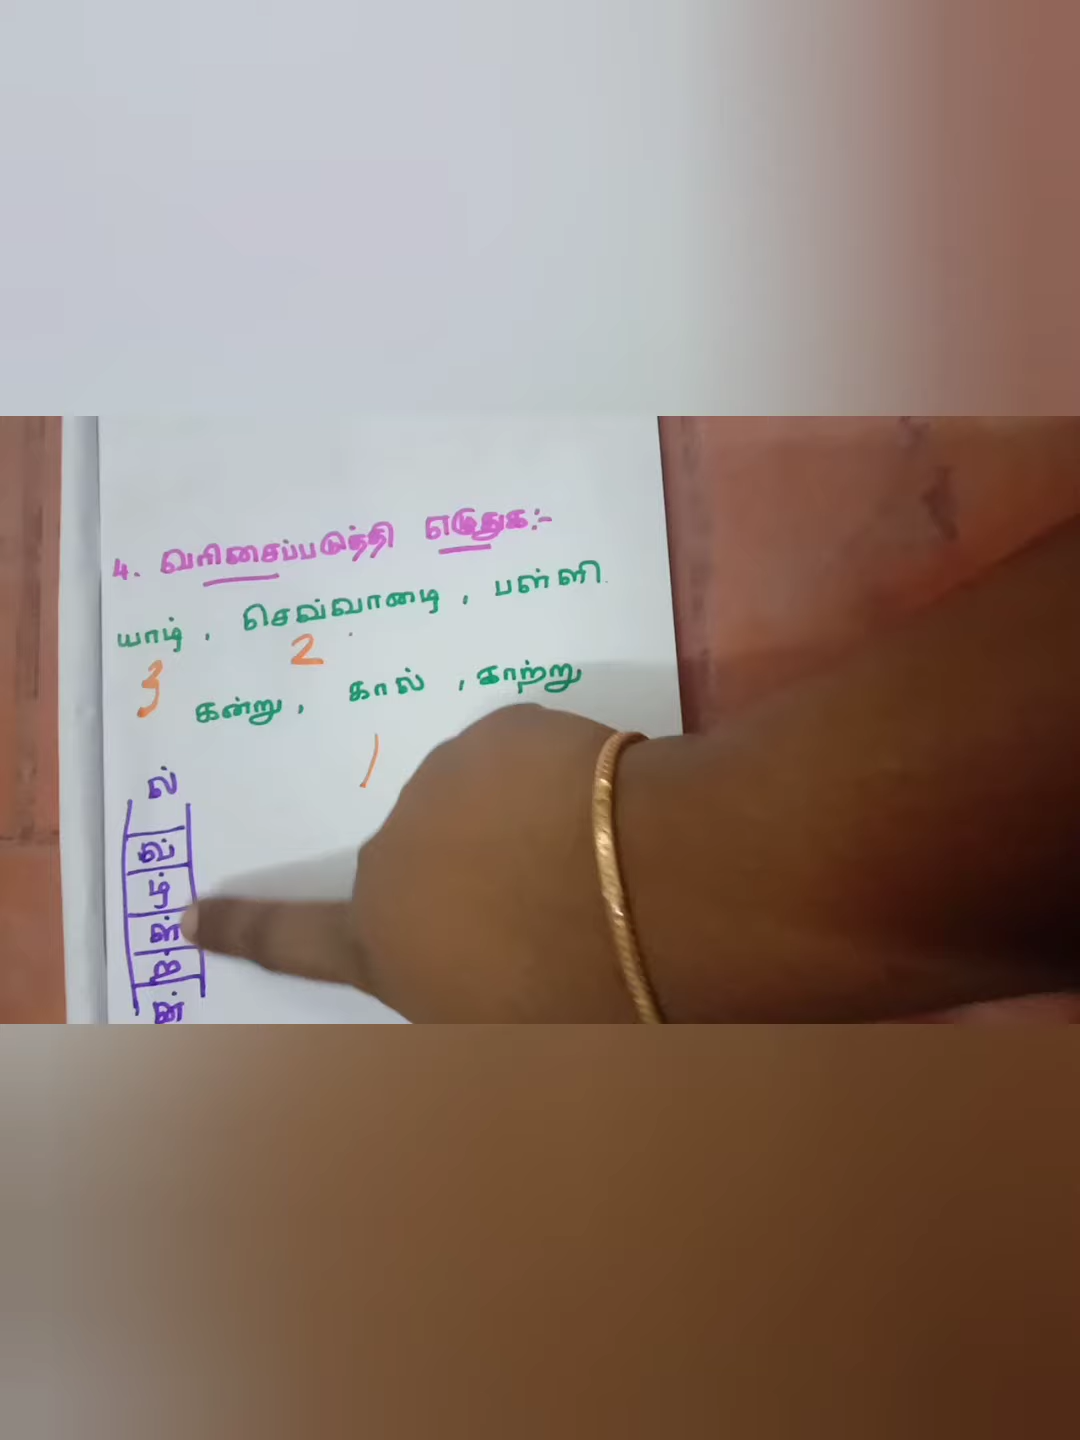 4. வரிசைப்படுத்தி எழுதுக:-
யாழ் , செவ்வாடை , பள்ளி.
3 2
கன்று , கால் , காற்று
1
ல்
வ்
ழ்
ள்
ற்
ன்